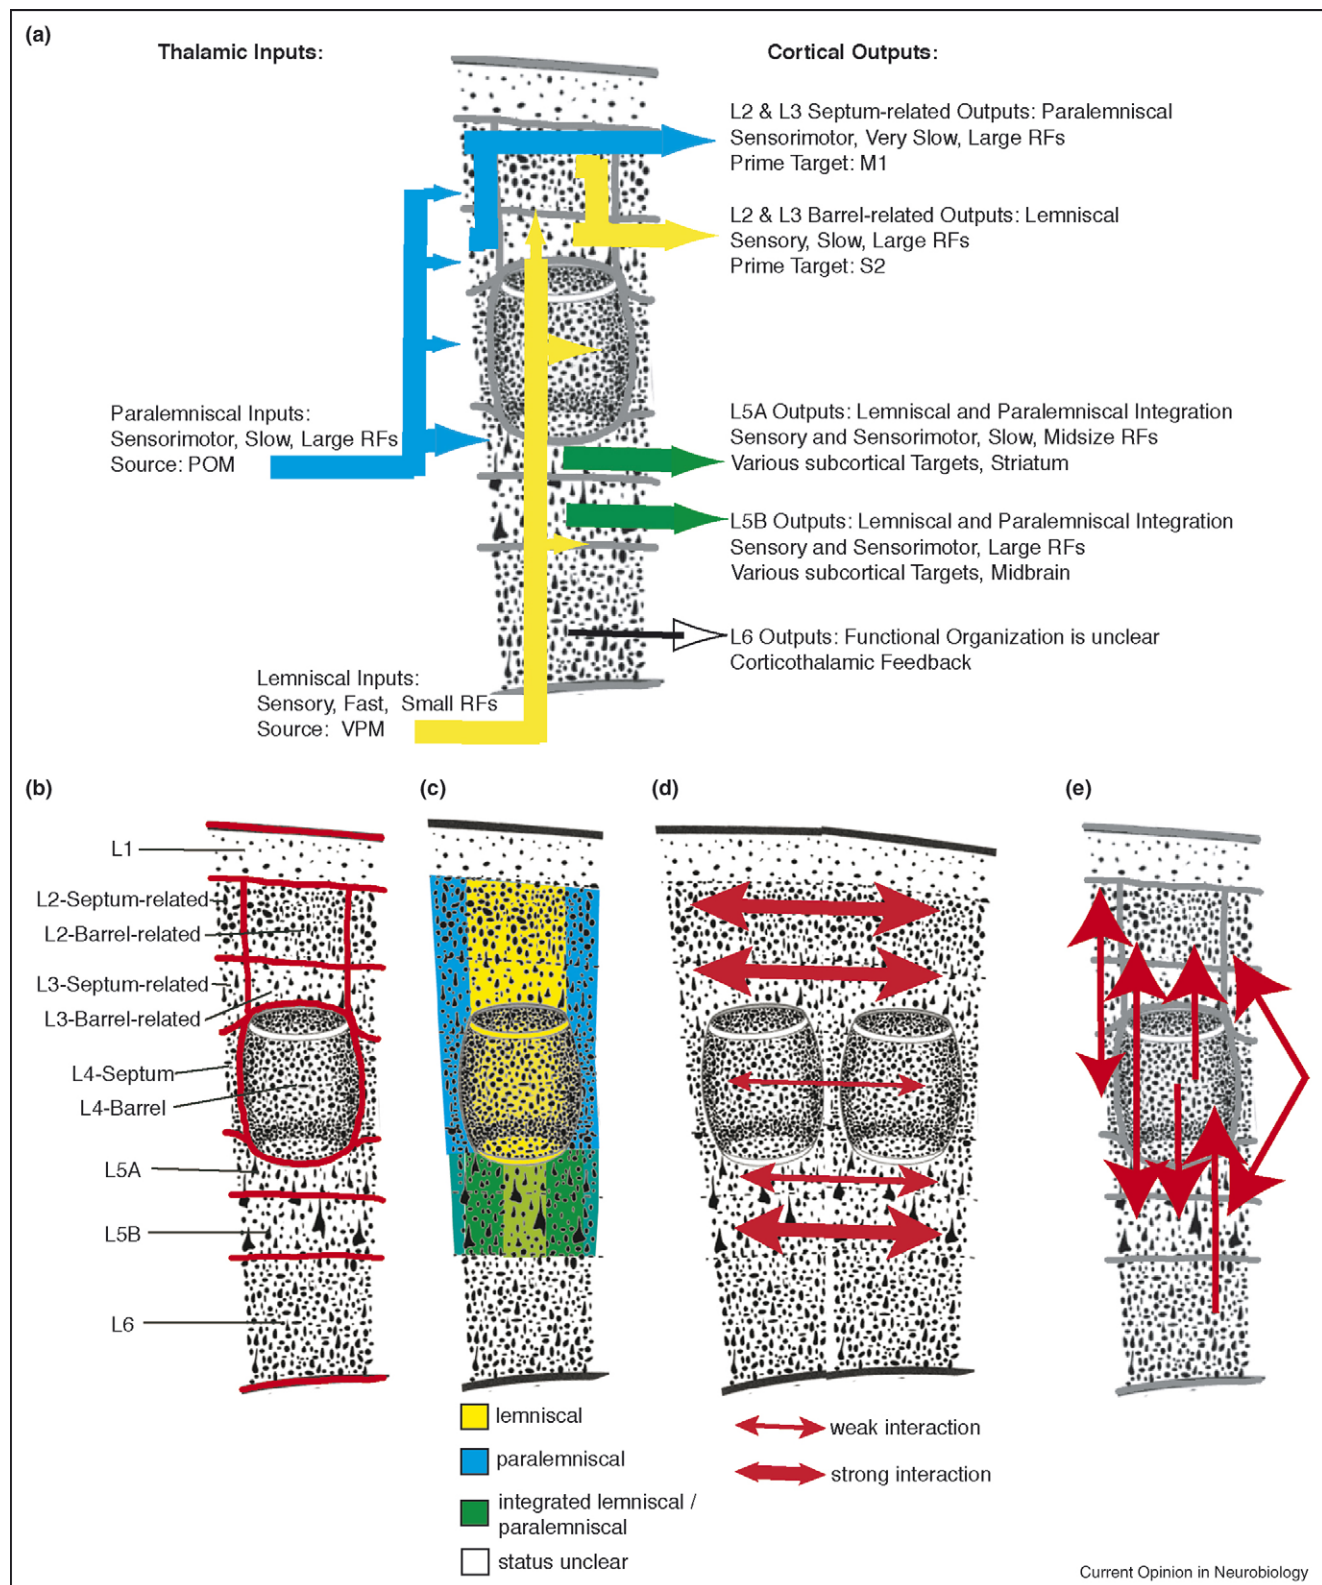 (a)
Thalamic Inputs:
Cortical Outputs:
L2 & L3 Septum-related Outputs: Paralemniscal
Sensorimotor, Very Slow, Large RFs
Prime Target: M1
L2 & L3 Barrel-related Outputs: Lemniscal
Sensory, Slow, Large RFs
Prime Target: S2
Paralemniscal Inputs:
Sensorimotor, Slow, Large RFs
Source: POM
L5A Outputs: Lemniscal and Paralemniscal Integration
Sensory and Sensorimotor, Slow, Midsize RFs
Various subcortical Targets, Striatum
L5B Outputs: Lemniscal and Paralemniscal Integration
Sensory and Sensorimotor, Large RFs
Various subcortical Targets, Midbrain
L6 Outputs: Functional Organization is unclear
Corticothalamic Feedback
Lemniscal Inputs:
Sensory, Fast, Small RFs
Source: VPM
(b)
L1
L2-Septum-related
L2-Barrel-related
L3-Septum-related
L3-Barrel-related
L4-Septum
L4-Barrel
L5A
L5B
L6
(c)
lemniscal
paralemniscal
integrated lemniscal /
paralemniscal
status unclear
(d)
weak interaction
strong interaction
(e)
Current Opinion in Neurobiology